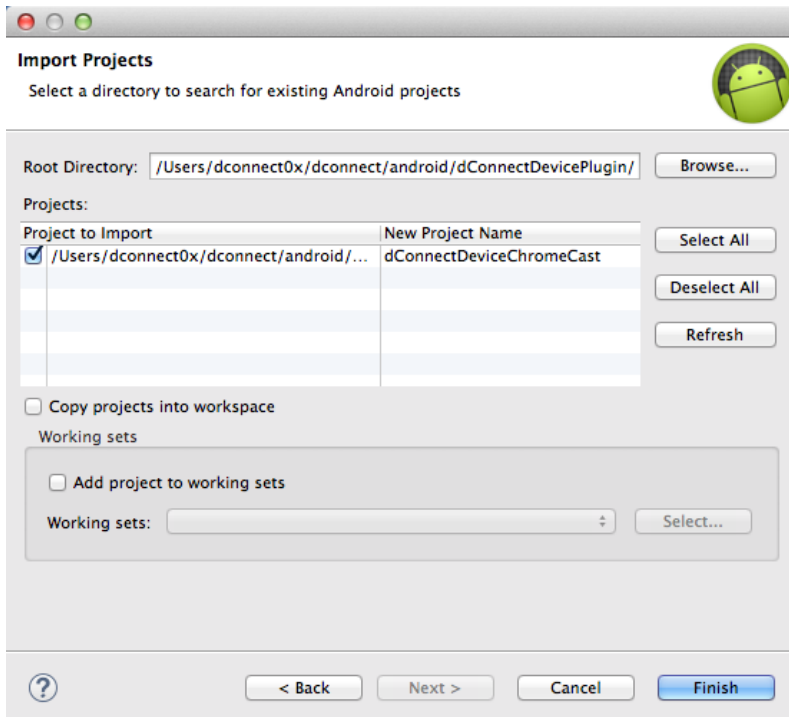 Import Projects
Select a directory to search for existing Android projects
Root Directory: /Users/dconnect0x/dconnect/android/dConnectDevicePlugin/ Browse...
Projects:
Project to Import New Project Name
/Users/dconnect0x/dconnect/android/... dConnectDeviceChromeCast
Select All
Deselect All
Refresh
Copy projects into workspace
Working sets
Add project to working sets
Working sets: Select...
? < Back Next > Cancel Finish